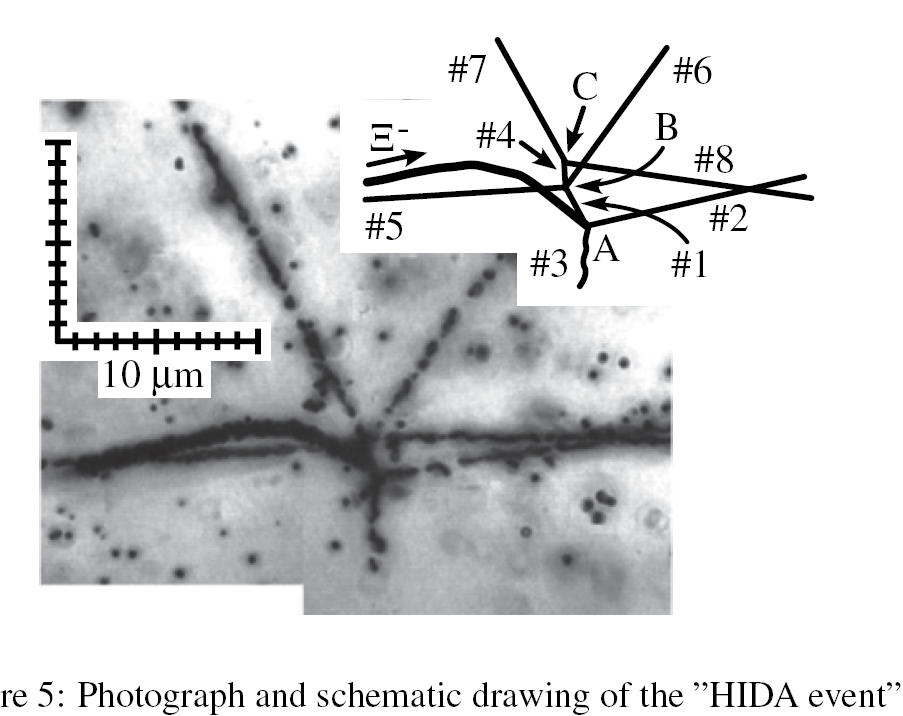 #7
#6
C
#4
B
Ξ-
#8
#5
#2
#3
A
#1
10 μm
re 5: Photograph and schematic drawing of the ”HIDA event”